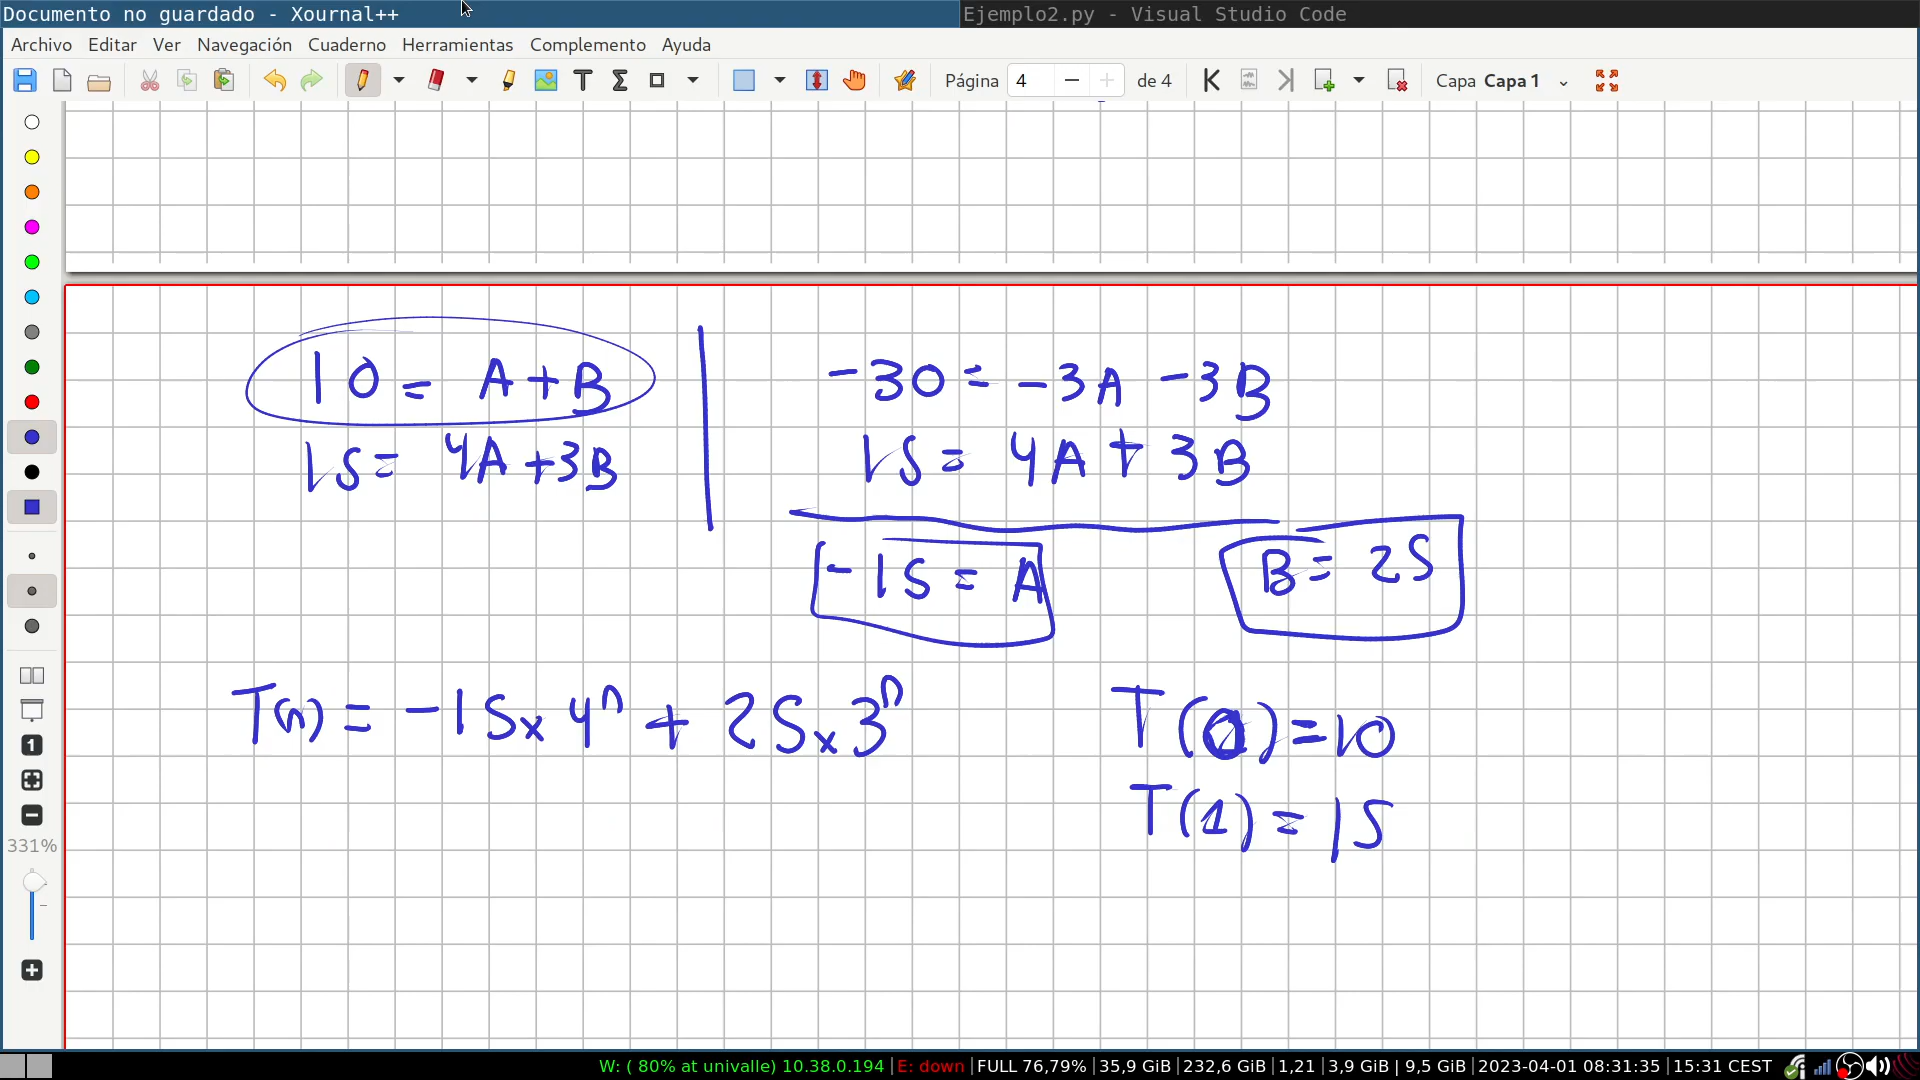 Documento no guardado - Xournal++ Ejemplo2.py - Visual Studio Code
Archivo Editar Ver Navegación Cuaderno Herramientas Complemento Ayuda
Página 4 de 4 Capa Capa 1
10 = A+B
15 = 4A+3B
-30 = -3A -3B
15 = 4A + 3B
-15 = A B = 25
T(n) = -15x4ⁿ + 25x3ⁿ
T(0)=10
T(1)=15
331%
W: ( 80% at univalle) 10.38.0.194 | E: down | FULL 76,79% | 35,9 GiB | 232,6 GiB | 1,21 | 3,9 GiB | 9,5 GiB | 2023-04-01 08:31:35 | 15:31 CEST